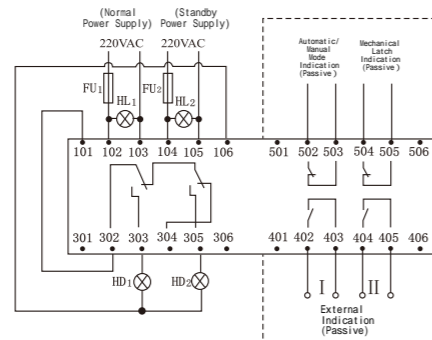 (Normal
Power Supply)
(Standby
Power Supply)
220VAC
220VAC
Automatic/
Manual
Mode
Indication
(Passive)
Mechanical
Latch
Indication
(Passive)
FU1
FU2
HL1
HL2
101 102 103 104 105 106
501 502 503 504 505 506
301 302 303 304 305 306
401 402 403 404 405 406
HD1
HD2
I
II
External
Indication
(Passive)